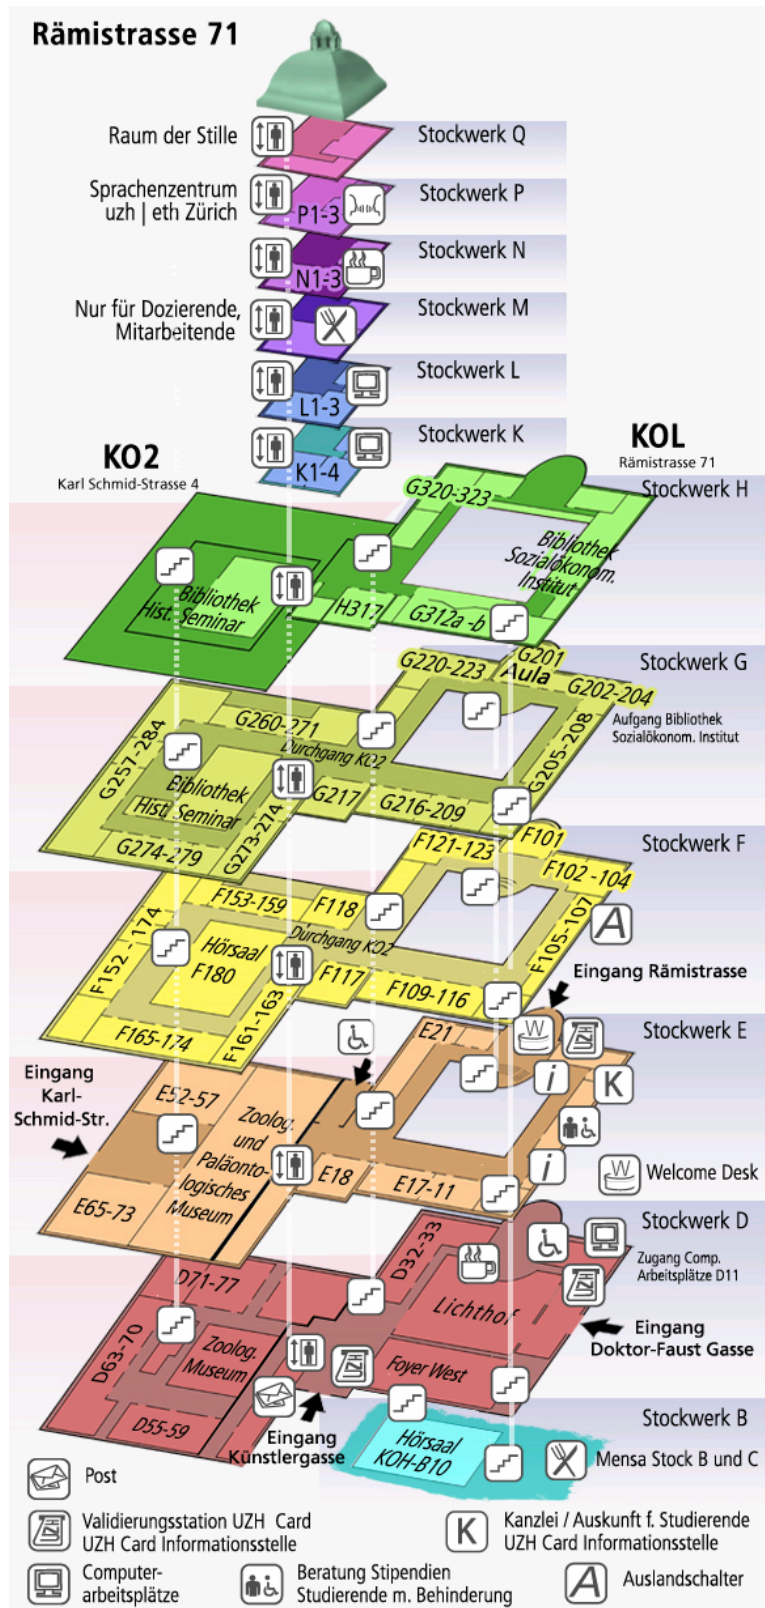 Rämistrasse 71
Raum der Stille
Stockwerk Q
Sprachenzentrum
uzh | eth Zürich
P1-3
Stockwerk P
N1-3
Stockwerk N
Nur für Dozierende,
Mitarbeitende
Stockwerk M
L1-3
Stockwerk L
K1-4
Stockwerk K
KO2
Karl Schmid-Strasse 4
KOL
Rämistrasse 71
Stockwerk H
G320-323
Bibliothek
Sozialökonom.
Institut
Bibliothek
Hist. Seminar
H317
G312a -b
Stockwerk G
G201
Aula
G220-223
G202-204
Aufgang Bibliothek
Sozialökonom. Institut
G205-208
G260-271
Durchgang KO2
G257-284
Bibliothek
Hist. Seminar
G217
G216-209
G274-279
G273-274
Stockwerk F
F101
F121-123
F102 -104
F105-107
A
F153-159
F118
Durchgang KO2
F152 - 174
Hörsaal
F180
F117
F109-116
F165-174
F161-163
Eingang Rämistrasse
Stockwerk E
E21
W
UZH
i
K
Eingang
Karl-
Schmid-Str.
E52-57
Zoolog.
und
Paläonto-
logisches
Museum
E18
E17-11
i
W
Welcome Desk
E65-73
Stockwerk D
D32-33
Zugang Comp.
Arbeitsplätze D11
D71-77
Lichthof
UZH
Eingang
Doktor-Faust Gasse
D63-70
Zoolog.
Museum
UZH
Foyer West
D55-59
Eingang
Künstlergasse
Stockwerk B
Hörsaal
KOH-B10
Mensa Stock B und C
Post
UZH
Validierungsstation UZH Card
UZH Card Informationsstelle
K
Kanzlei / Auskunft f. Studierende
UZH Card Informationsstelle
Computer-
arbeitsplätze
Beratung Stipendien
Studierende m. Behinderung
A
Auslandschalter